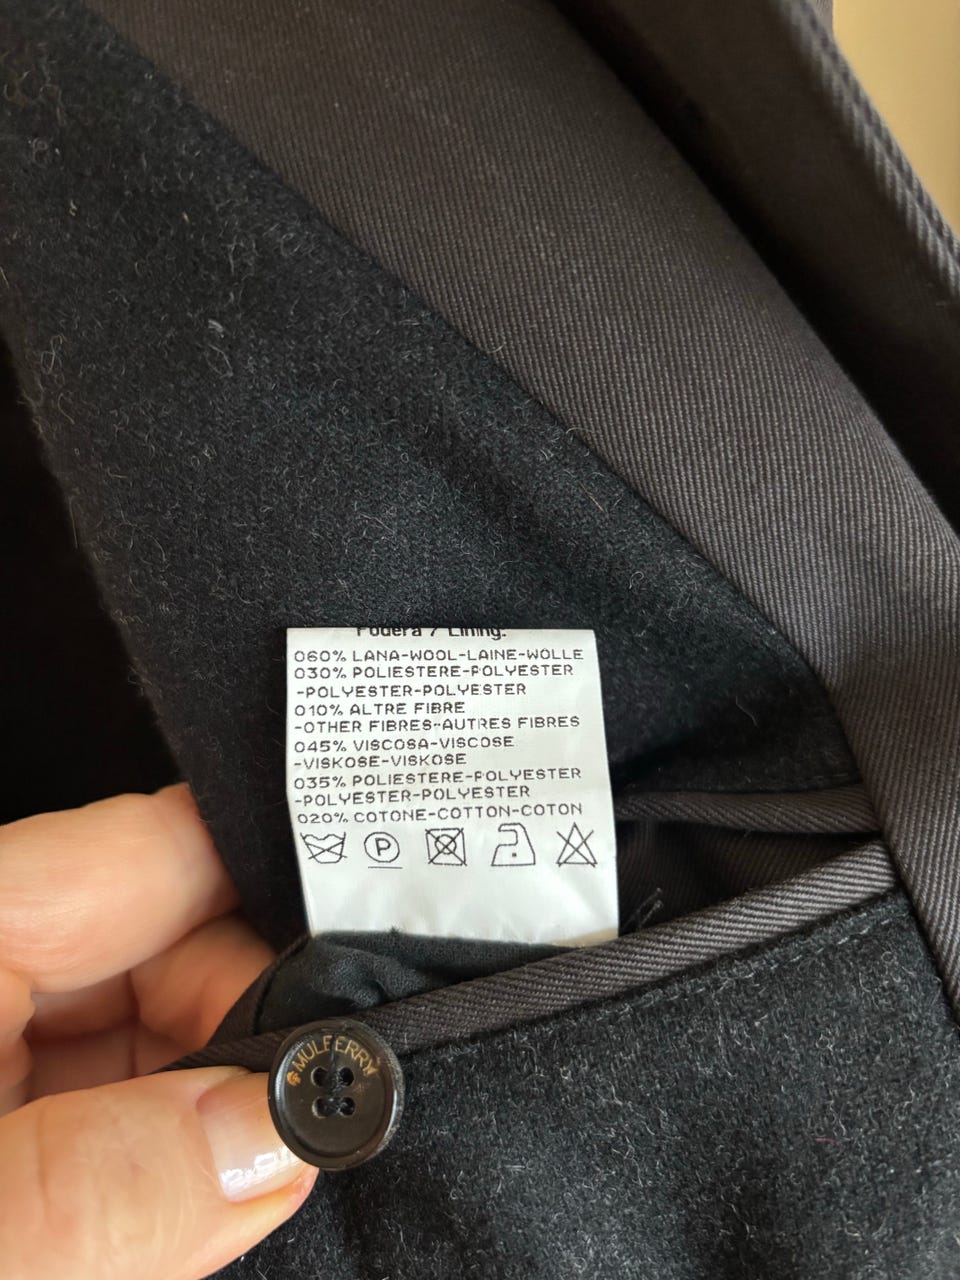 Fodera / Lining:
060% LANA-WOOL-LAINE-WOLLE
030% POLIESTERE-POLYESTER
-POLYESTER-POLYESTER
010% ALTRE FIBRE
-OTHER FIBRES-AUTRES FIBRES
045% VISCOSA-VISCOSE
-VISKOSE-VISKOSE
035% POLIESTERE-POLYESTER
-POLYESTER-POLYESTER
020% COTONE-COTTON-COTON
P
MULBERRY